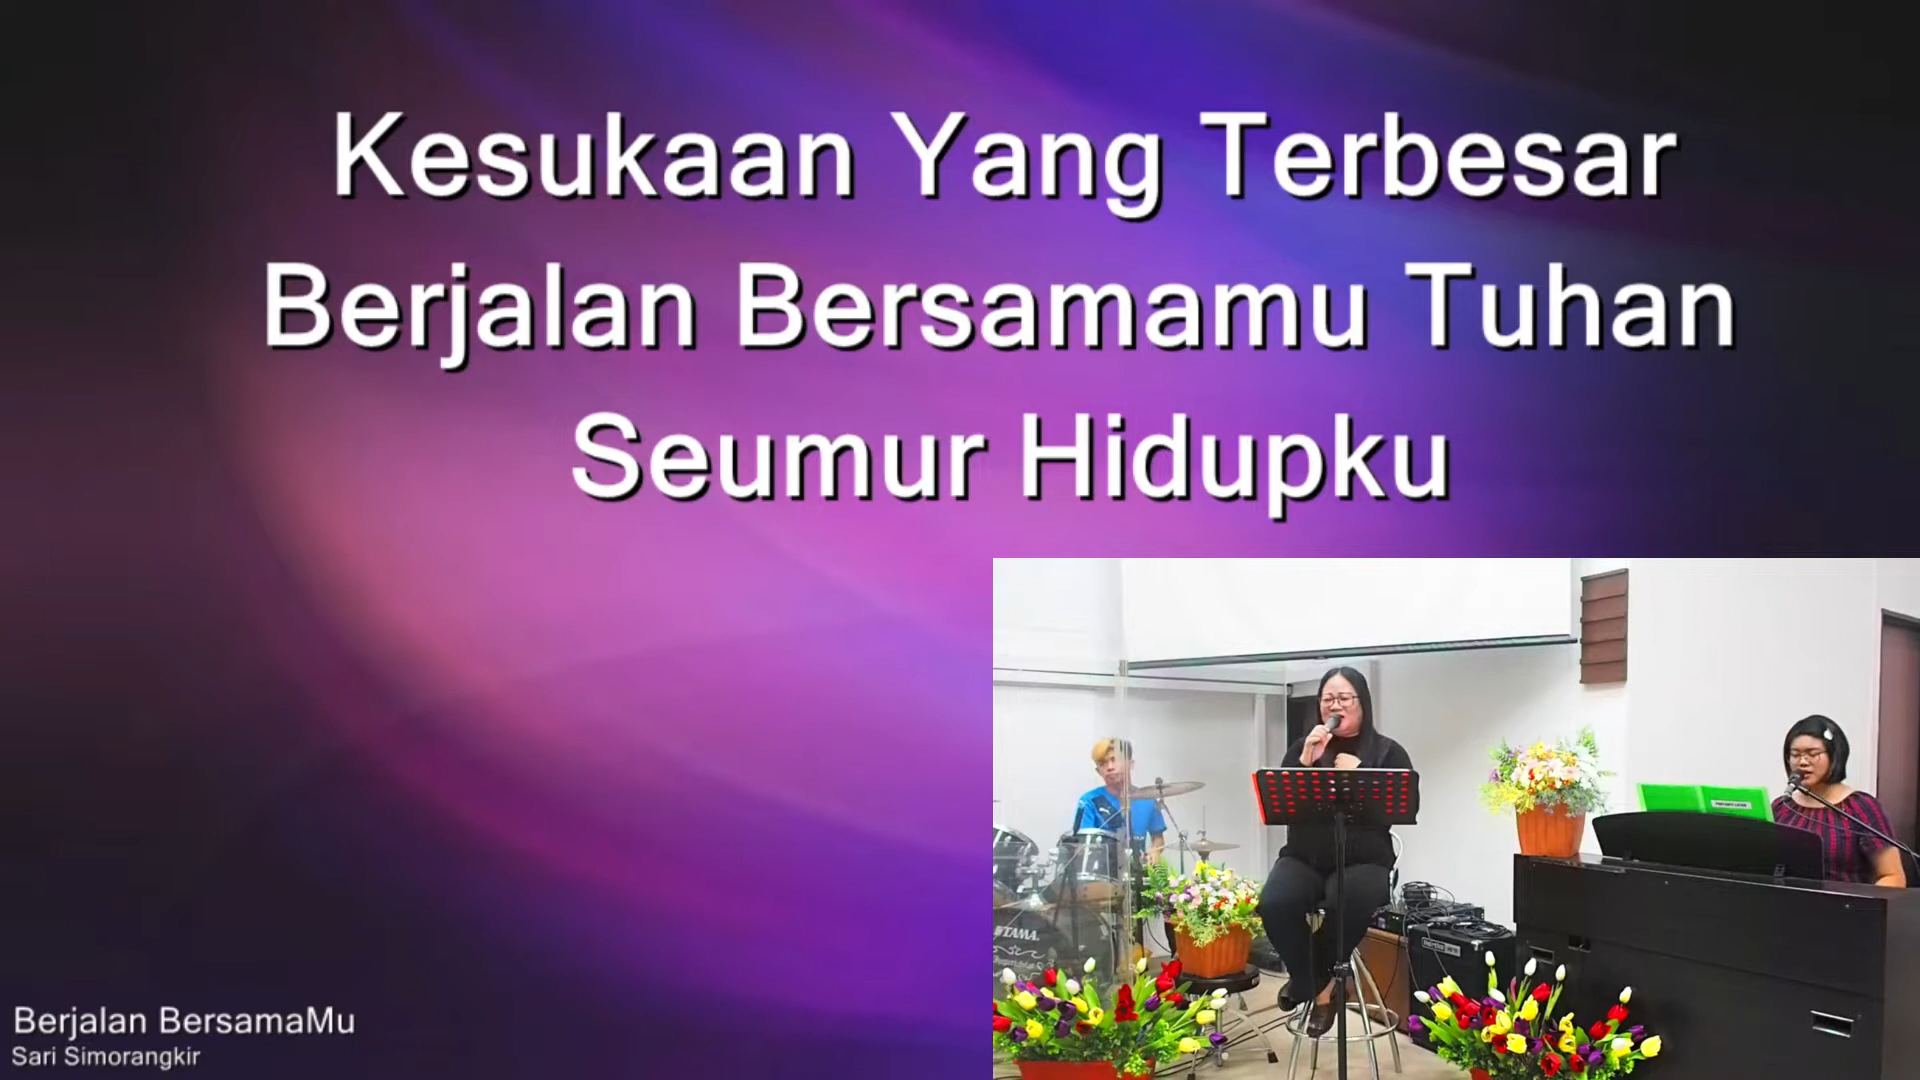 Kesukaan Yang Terbesar
Berjalan Bersamamu Tuhan
Seumur Hidupku
TAMA
Berjalan BersamaMu
Sari Simorangkir